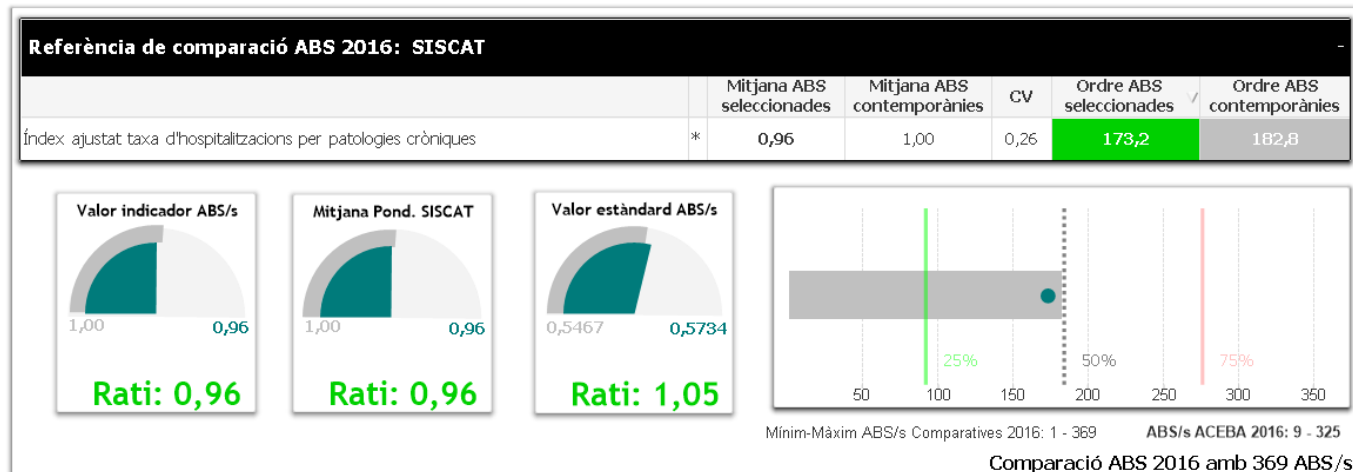 Referència de comparació ABS 2016: SISCAT -
Mitjana ABS seleccionades Mitjana ABS contemporànies CV Ordre ABS seleccionades Ordre ABS contemporànies
Índex ajustat taxa d'hospitalitzacions per patologies cròniques * 0,96 1,00 0,26 173,2 182,8
Valor indicador ABS/s
1,00 0,96
Rati: 0,96
Mitjana Pond. SISCAT
1,00 0,96
Rati: 0,96
Valor estàndard ABS/s
0,5467 0,5734
Rati: 1,05
25% 50% 75%
50 100 150 200 250 300 350
Mínim-Màxim ABS/s Comparatives 2016: 1 - 369 ABS/s ACEBA 2016: 9 - 325
Comparació ABS 2016 amb 369 ABS/s